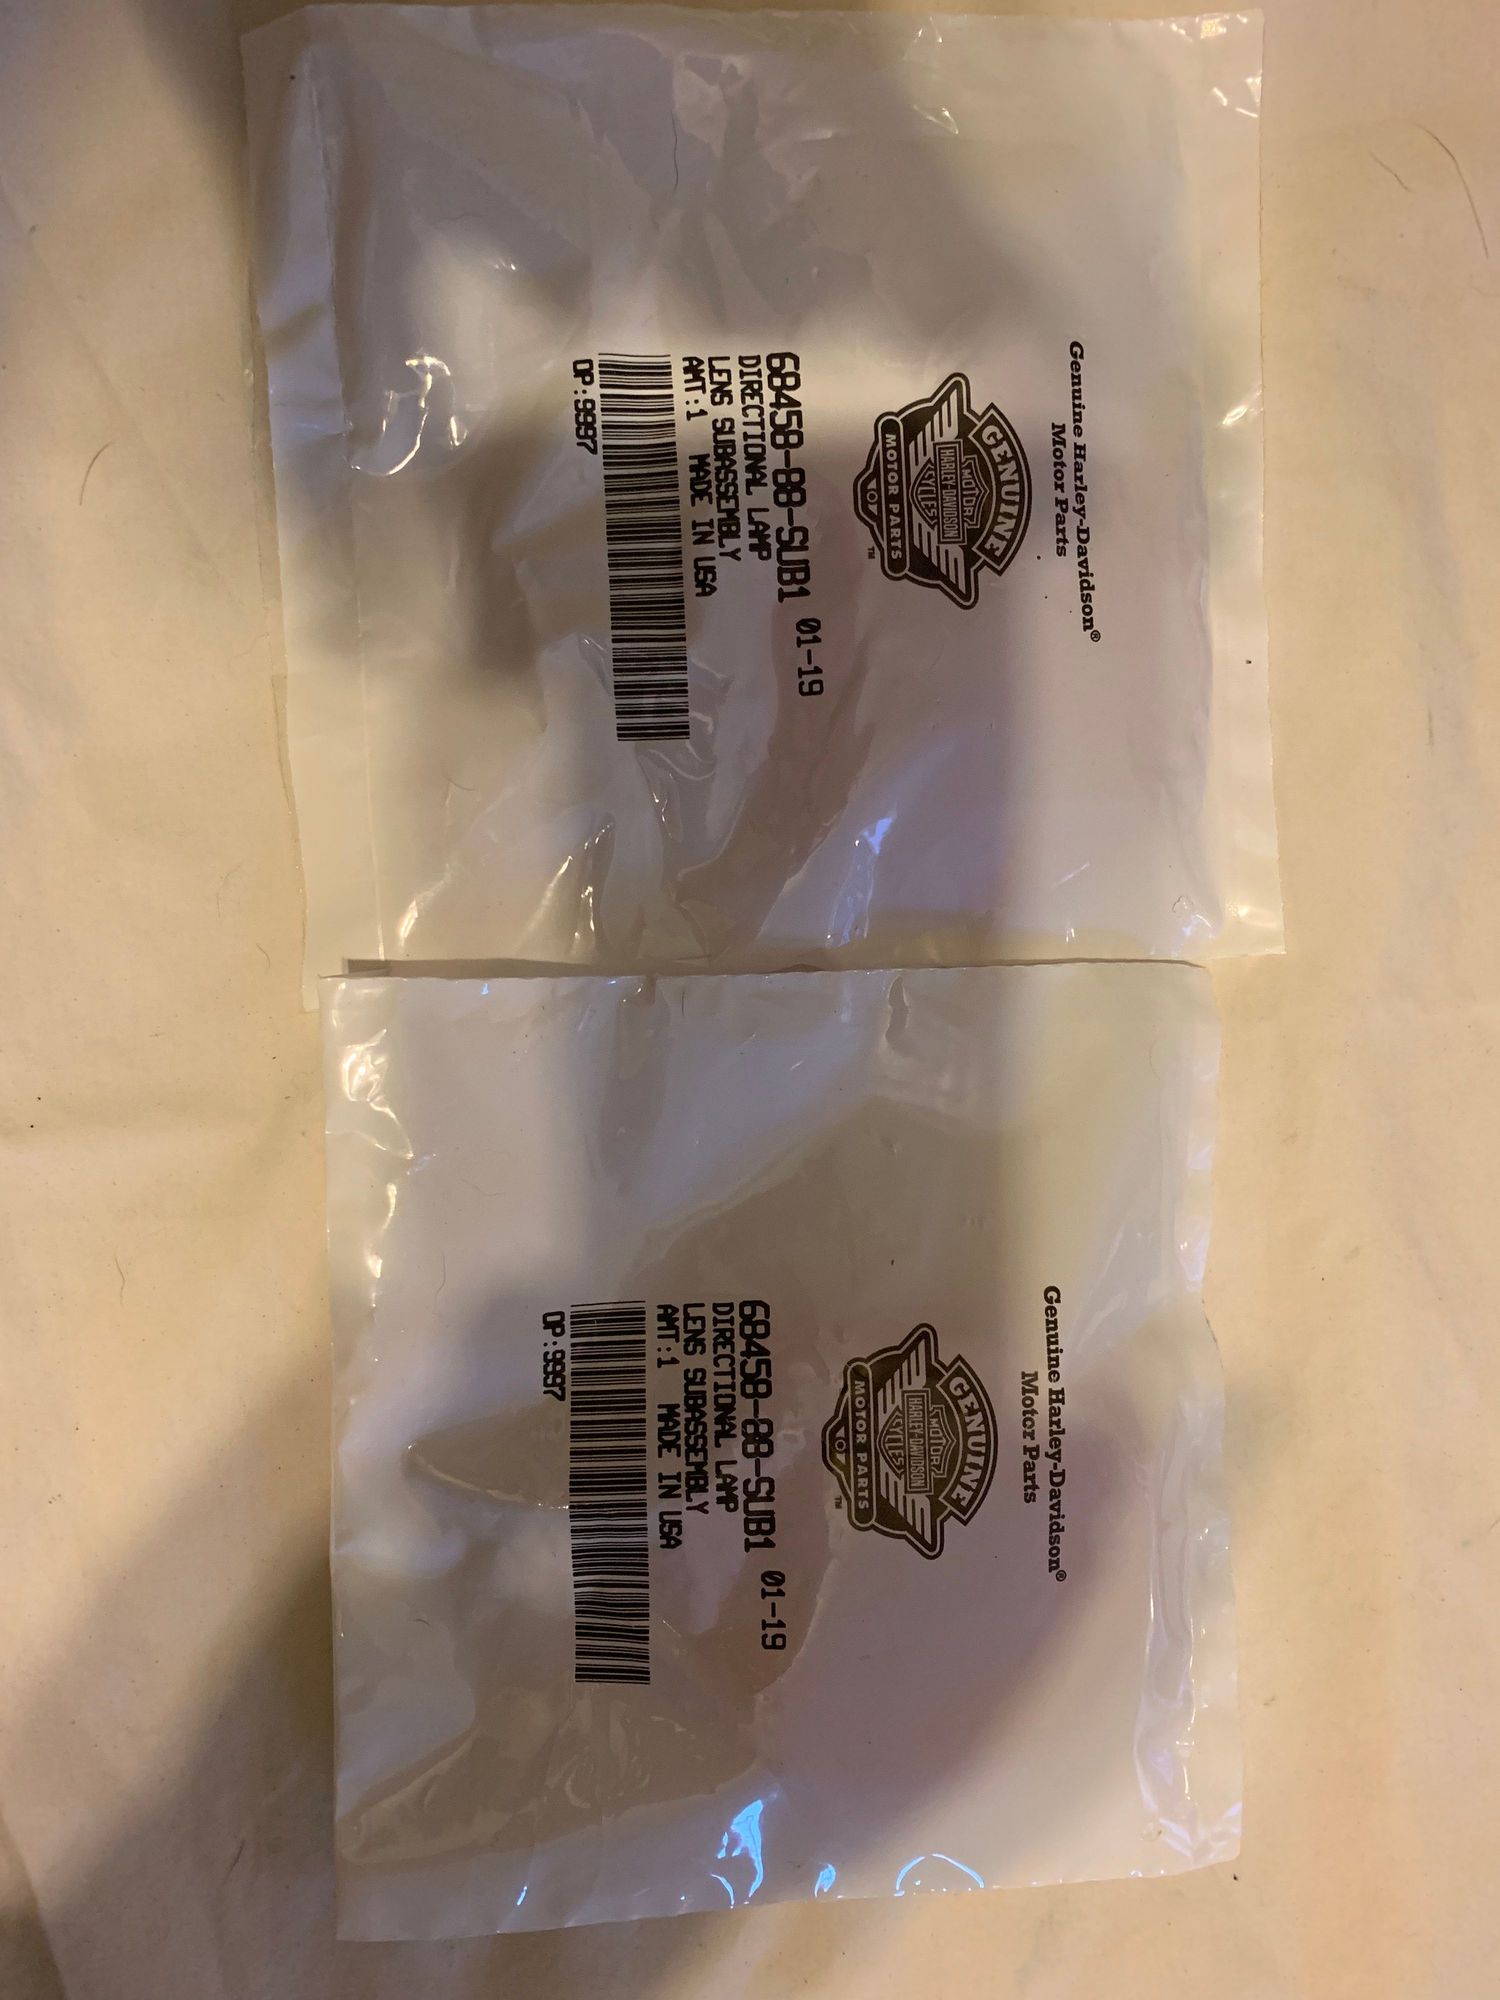 Genuine Harley-Davidson®
Motor Parts
GENUINE
MOTOR
HARLEY-DAVIDSON
CYCLES
MOTOR PARTS
™
68458-88-SUB1 01-19
DIRECTIONAL LAMP
LENS SUBASSEMBLY
AMT:1 MADE IN USA
OP:9997
Genuine Harley-Davidson®
Motor Parts
GENUINE
MOTOR
HARLEY-DAVIDSON
CYCLES
MOTOR PARTS
™
68458-88-SUB1 01-19
DIRECTIONAL LAMP
LENS SUBASSEMBLY
AMT:1 MADE IN USA
OP:9997